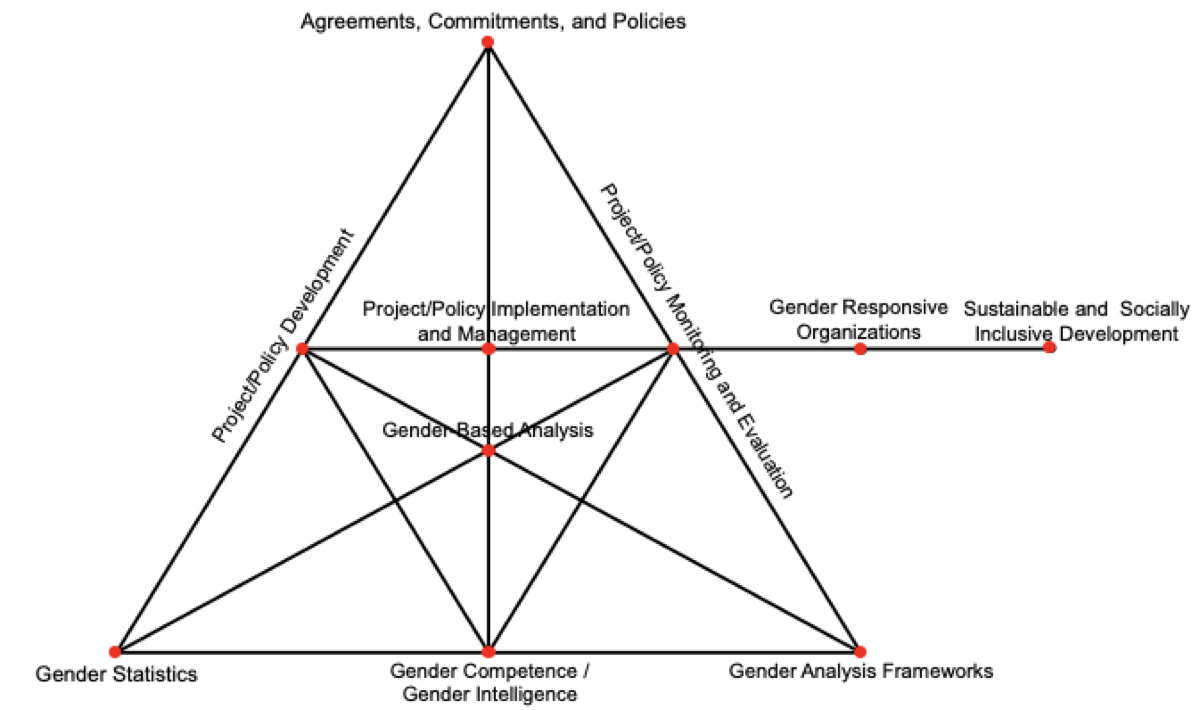 Agreements, Commitments, and Policies
Project/Policy Development
Project/Policy Monitoring and Evaluation
Project/Policy Implementation
and Management
Gender Responsive
Organizations
Sustainable and Socially
Inclusive Development
Gender-Based Analysis
Gender Statistics
Gender Competence /
Gender Intelligence
Gender Analysis Frameworks